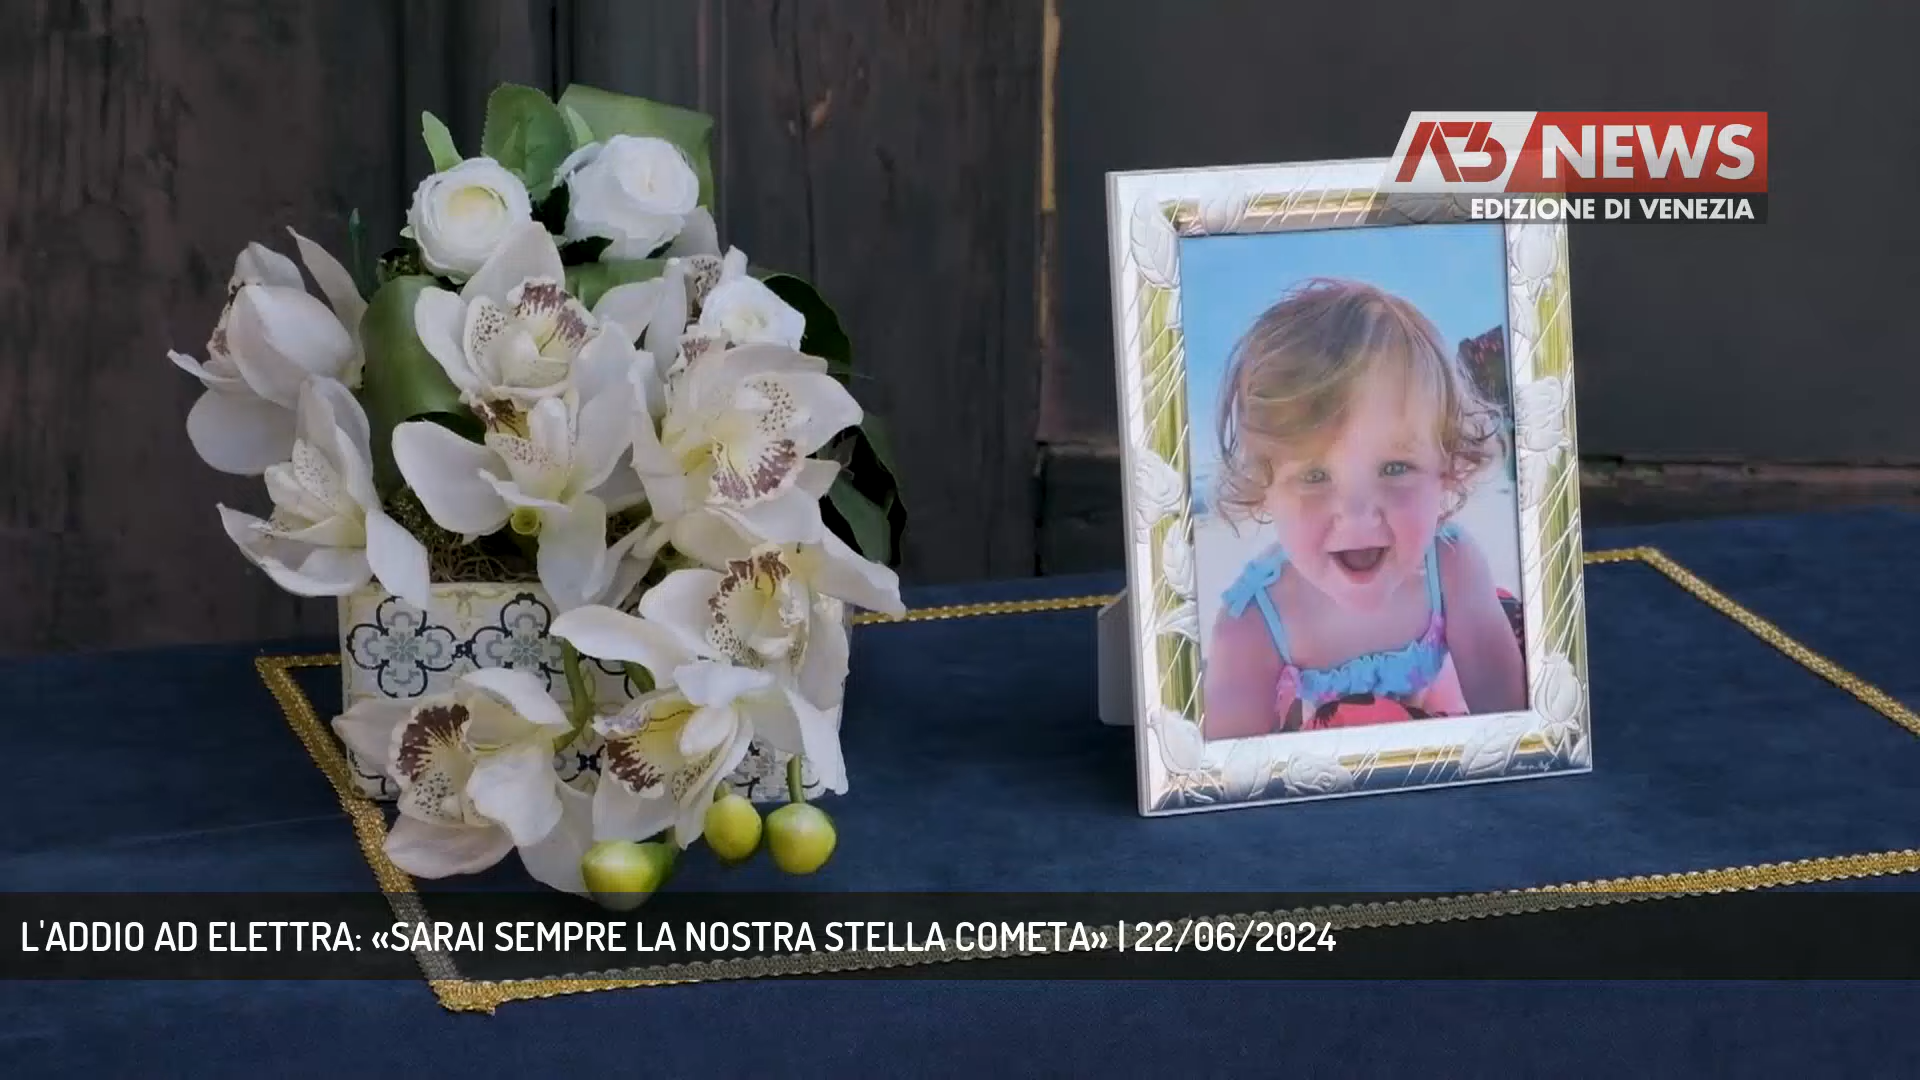 A3 NEWS
EDIZIONE DI VENEZIA
L'ADDIO AD ELETTRA: «SARAI SEMPRE LA NOSTRA STELLA COMETA» | 22/06/2024